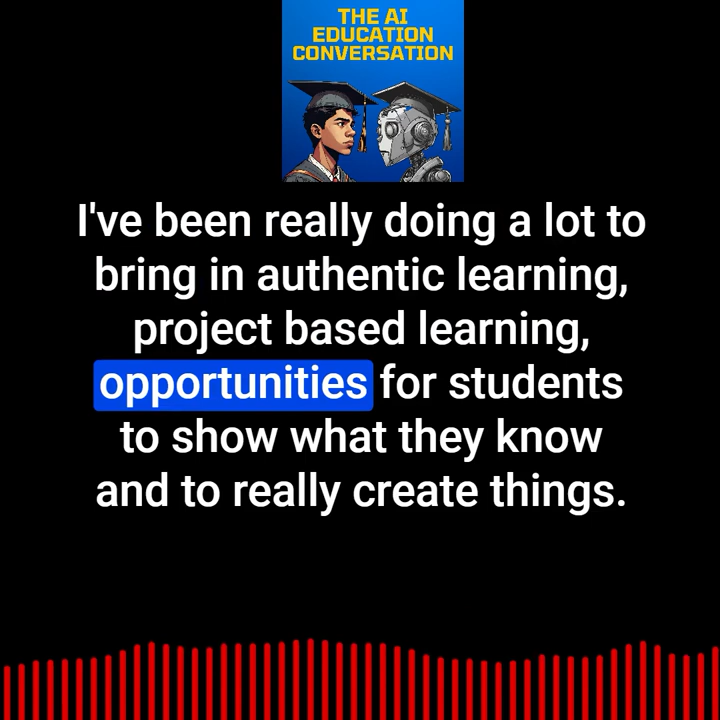 THE AI
EDUCATION
CONVERSATION
I've been really doing a lot to
bring in authentic learning,
project based learning,
opportunities for students
to show what they know
and to really create things.